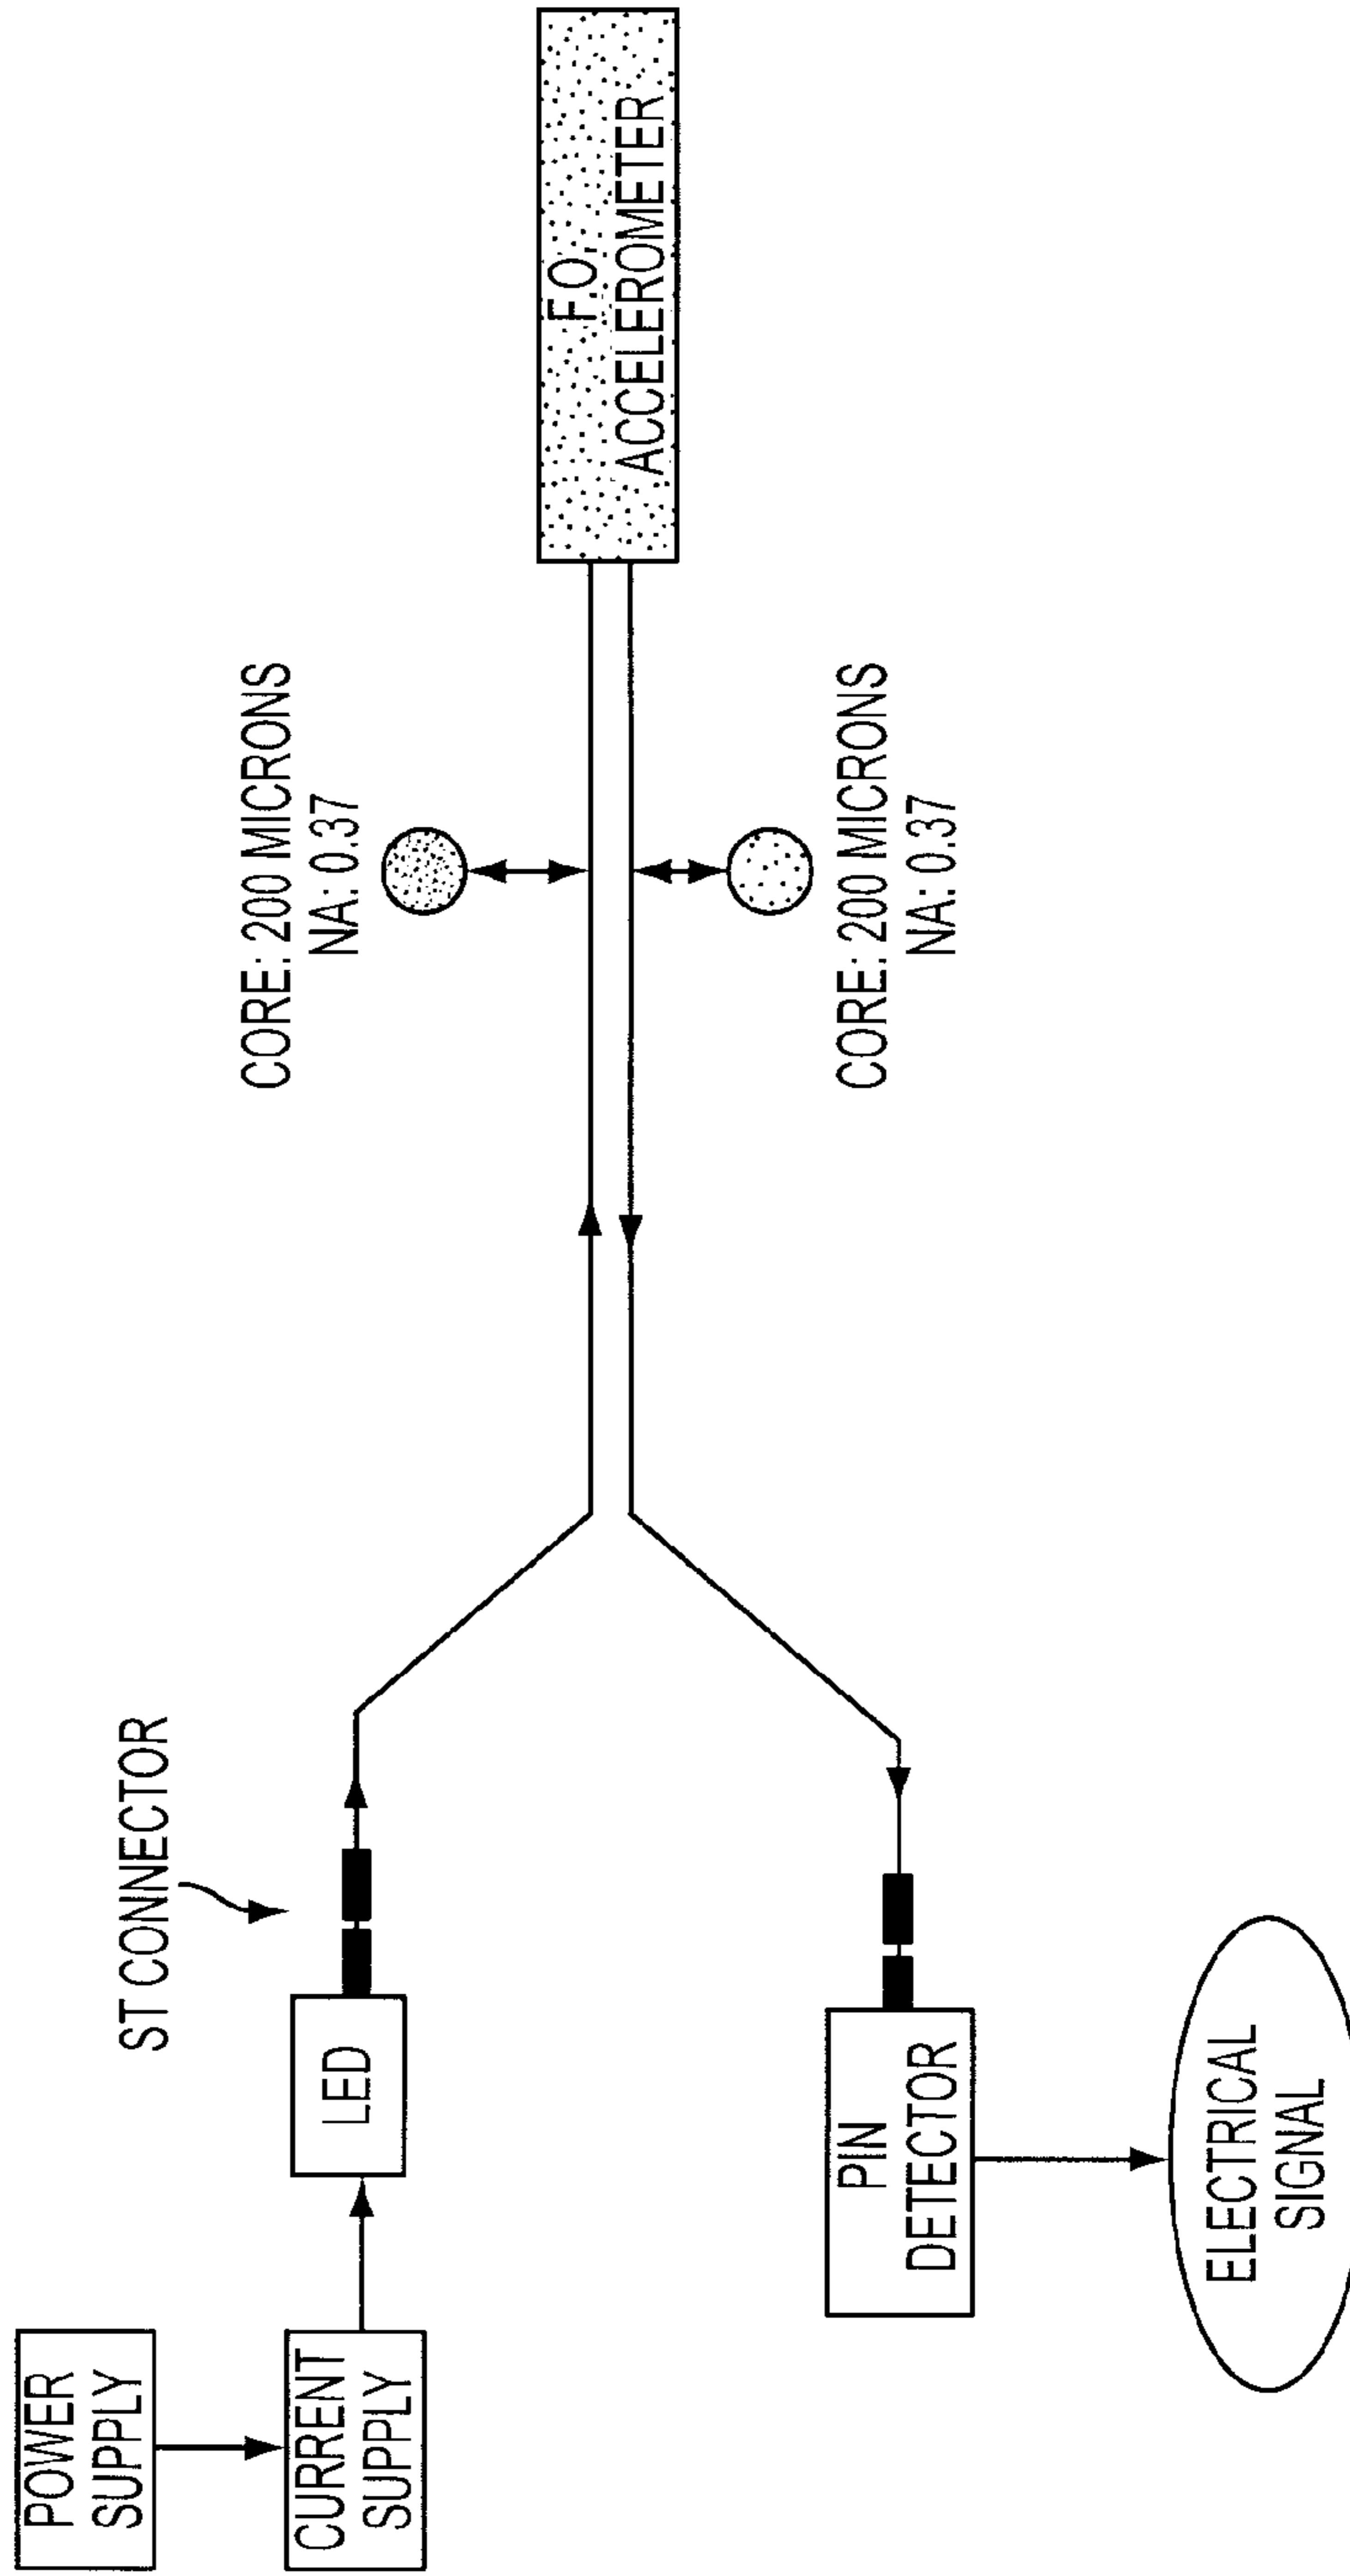 POWER
SUPPLY
CURRENT
SUPPLY
LED
ST CONNECTOR
CORE: 200 MICRONS
NA: 0.37
F.O.
ACCELEROMETER
CORE: 200 MICRONS
NA: 0.37
PIN
DETECTOR
ELECTRICAL
SIGNAL